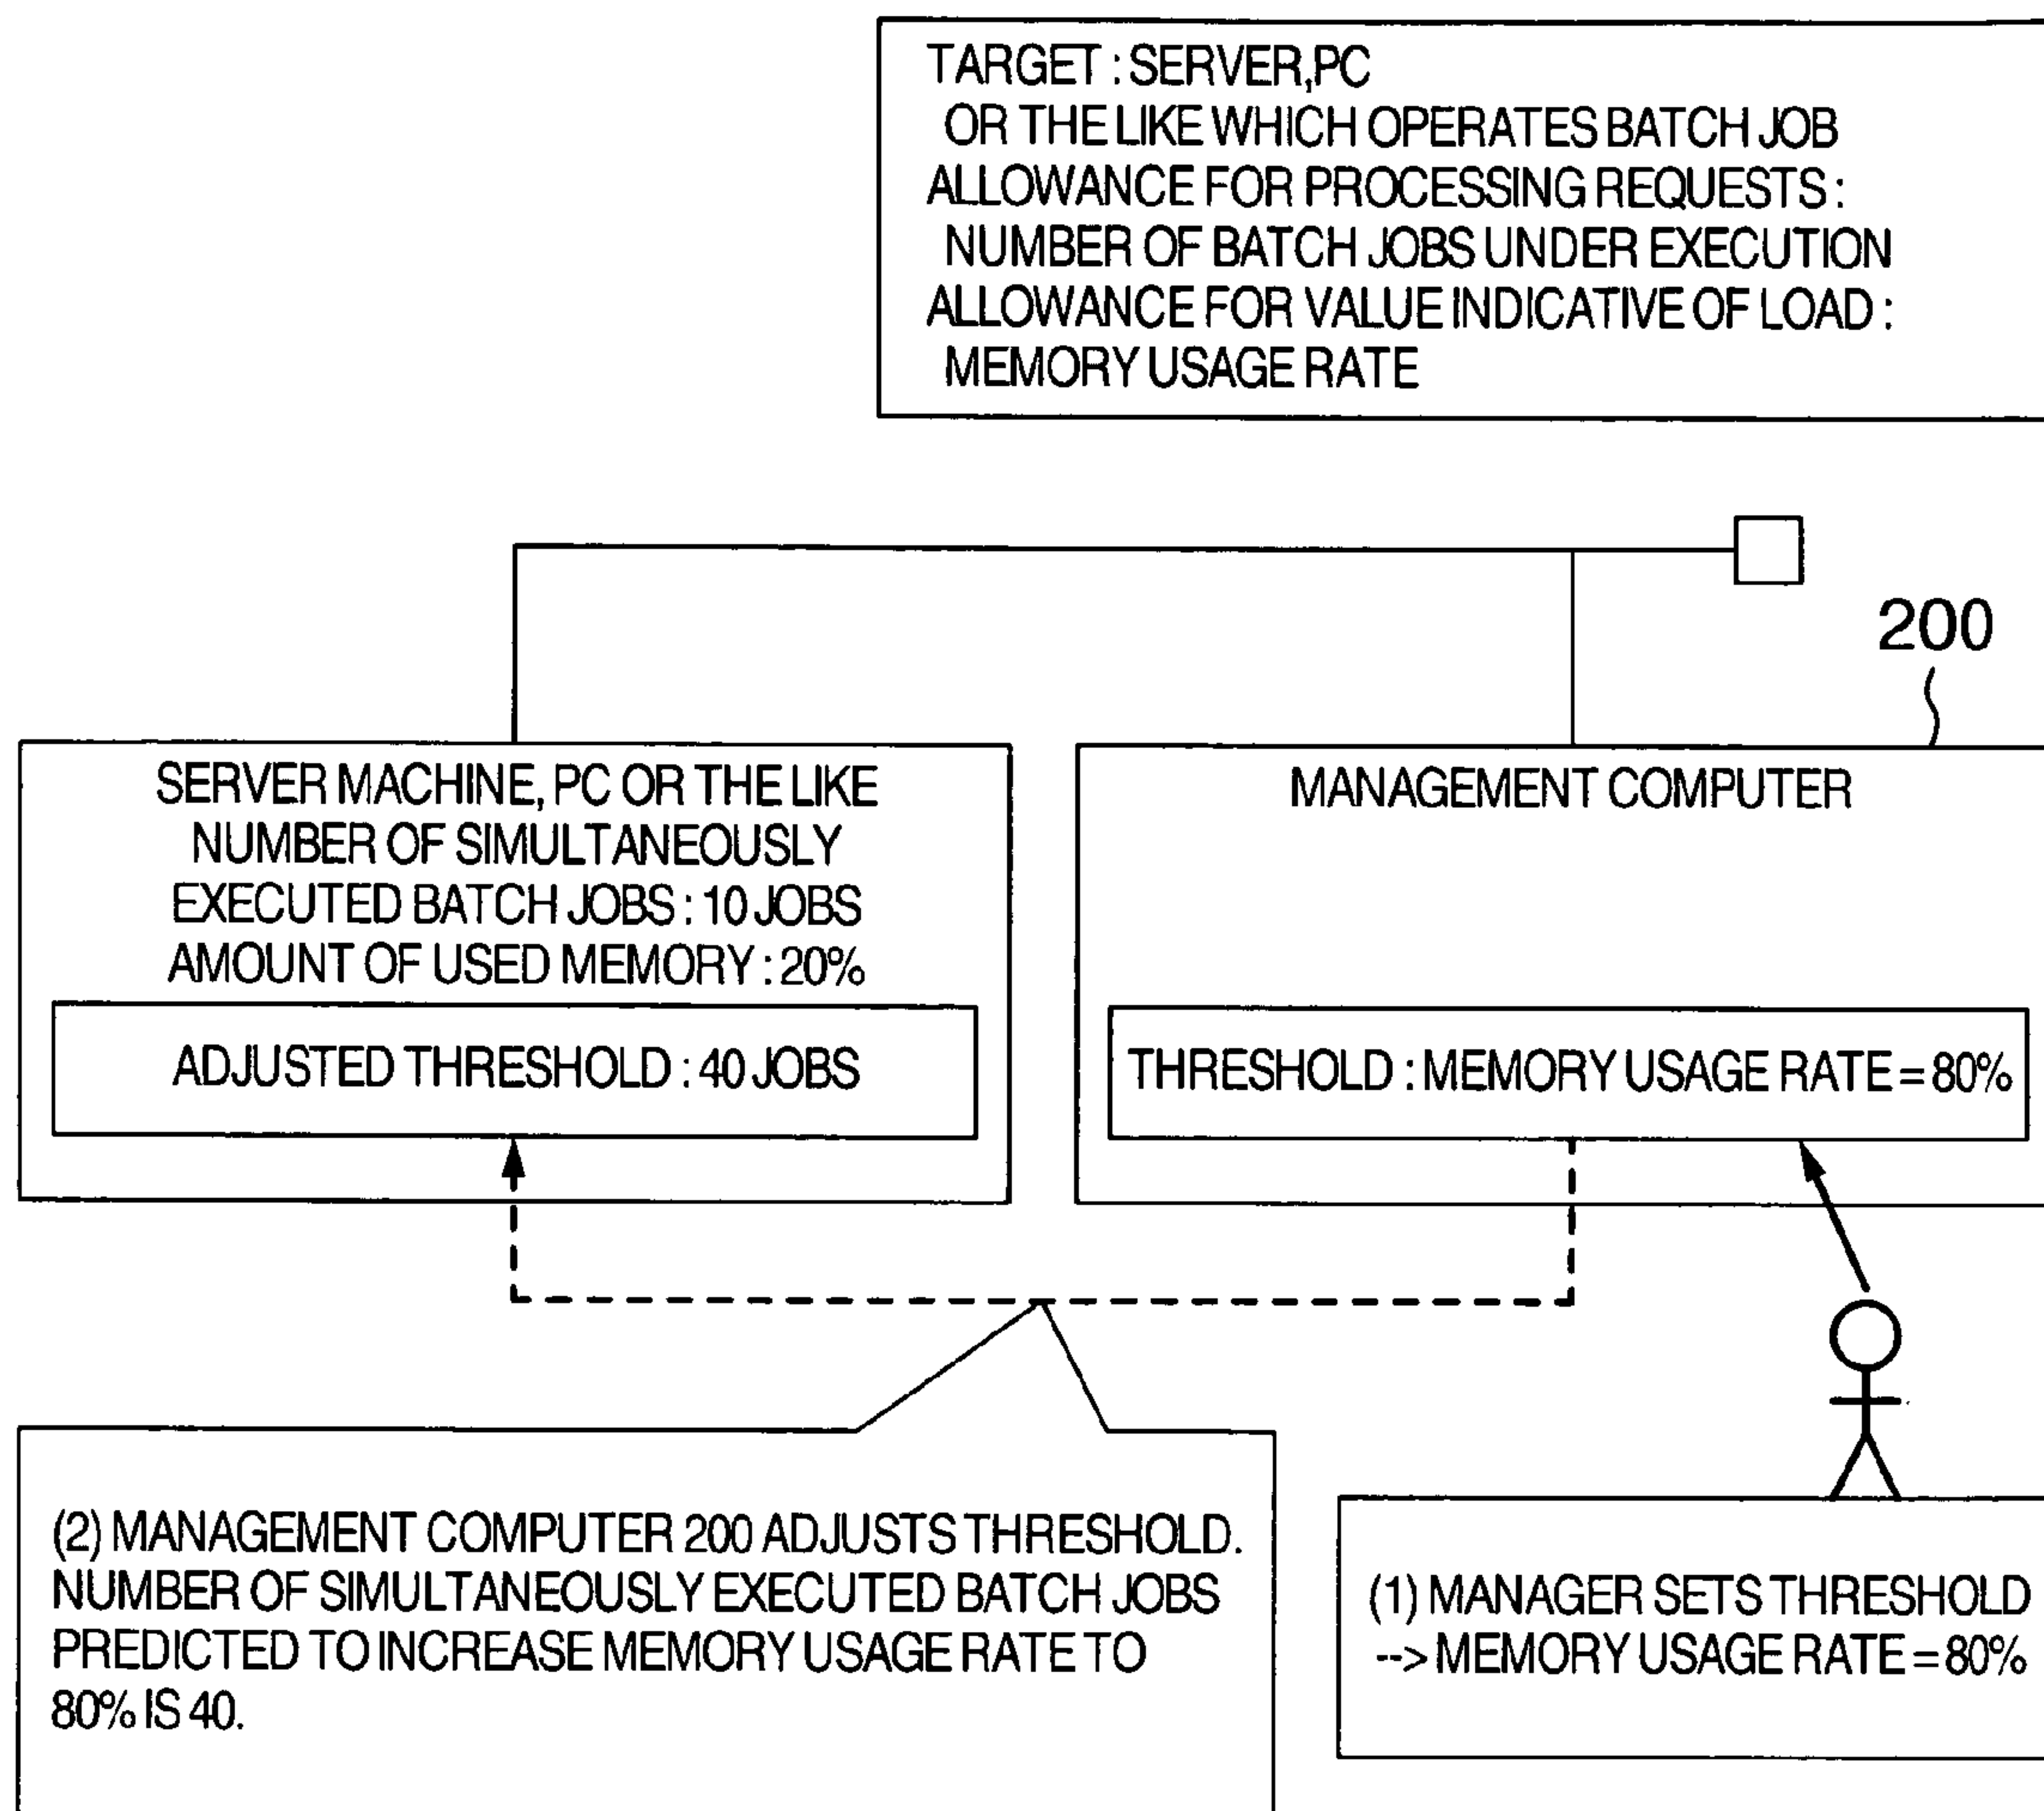 TARGET : SERVER,PC
OR THE LIKE WHICH OPERATES BATCH JOB
ALLOWANCE FOR PROCESSING REQUESTS :
NUMBER OF BATCH JOBS UNDER EXECUTION
ALLOWANCE FOR VALUE INDICATIVE OF LOAD :
MEMORY USAGE RATE
200
SERVER MACHINE, PC OR THE LIKE
NUMBER OF SIMULTANEOUSLY
EXECUTED BATCH JOBS : 10 JOBS
AMOUNT OF USED MEMORY : 20%
ADJUSTED THRESHOLD : 40 JOBS
MANAGEMENT COMPUTER
THRESHOLD : MEMORY USAGE RATE = 80%
(2) MANAGEMENT COMPUTER 200 ADJUSTS THRESHOLD.
NUMBER OF SIMULTANEOUSLY EXECUTED BATCH JOBS
PREDICTED TO INCREASE MEMORY USAGE RATE TO
80% IS 40.
(1) MANAGER SETS THRESHOLD
--> MEMORY USAGE RATE = 80%